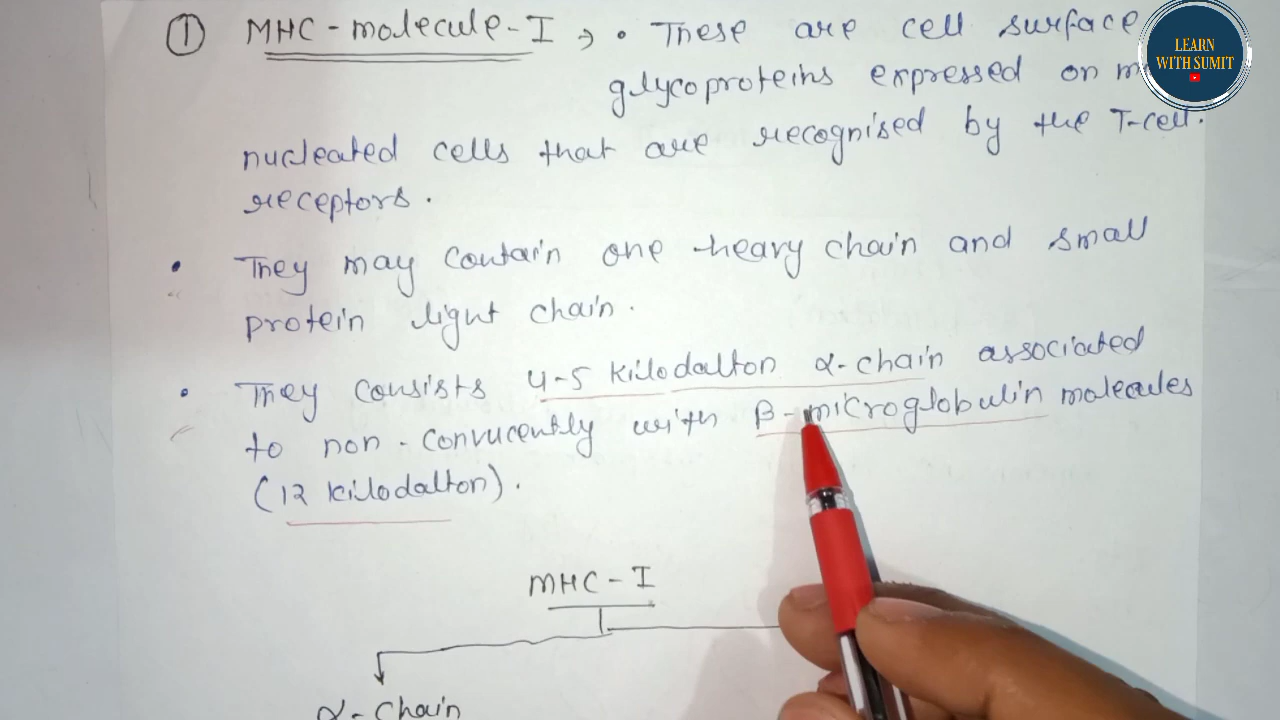 ① MHC-molecule-I → • These are cell surface
glycoproteins expressed on
nucleated cells that are recognised by the T-cell.
receptors.
• They may contain one heavy chain and small
protein light chain.
• They consists 4-5 kilodalton α-chain associated
to non-convucently with β-microglobulin molecules
(12 kilodalton).
MHC-I
α-chain
LEARN
WITH SUMIT